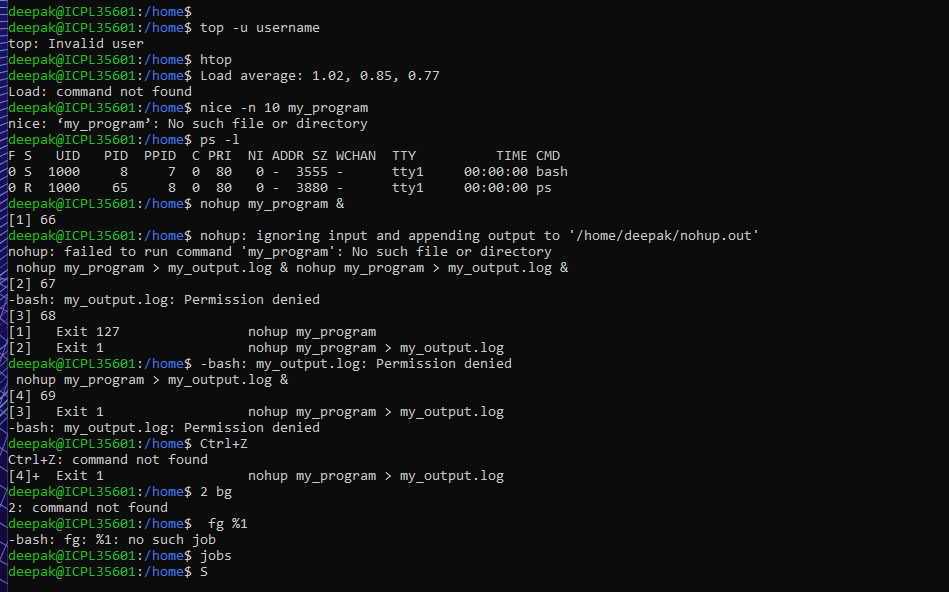 deepak@ICPL35601:/home$
deepak@ICPL35601:/home$ top -u username
top: Invalid user
deepak@ICPL35601:/home$ htop
deepak@ICPL35601:/home$ Load average: 1.02, 0.85, 0.77
Load: command not found
deepak@ICPL35601:/home$ nice -n 10 my_program
nice: ‘my_program’: No such file or directory
deepak@ICPL35601:/home$ ps -l
F S   UID   PID  PPID  C PRI  NI ADDR SZ WCHAN  TTY          TIME CMD
0 S  1000     8     7  0  80   0 -  3555 -      tty1     00:00:00 bash
0 R  1000    65     8  0  80   0 -  3880 -      tty1     00:00:00 ps
deepak@ICPL35601:/home$ nohup my_program &
[1] 66
deepak@ICPL35601:/home$ nohup: ignoring input and appending output to '/home/deepak/nohup.out'
nohup: failed to run command 'my_program': No such file or directory
 nohup my_program > my_output.log & nohup my_program > my_output.log &
[2] 67
-bash: my_output.log: Permission denied
[3] 68
[1]   Exit 127                nohup my_program
[2]   Exit 1                  nohup my_program > my_output.log
deepak@ICPL35601:/home$ -bash: my_output.log: Permission denied
 nohup my_program > my_output.log &
[4] 69
[3]   Exit 1                  nohup my_program > my_output.log
-bash: my_output.log: Permission denied
deepak@ICPL35601:/home$ Ctrl+Z
Ctrl+Z: command not found
[4]+  Exit 1                  nohup my_program > my_output.log
deepak@ICPL35601:/home$ 2 bg
2: command not found
deepak@ICPL35601:/home$  fg %1
-bash: fg: %1: no such job
deepak@ICPL35601:/home$ jobs
deepak@ICPL35601:/home$ S